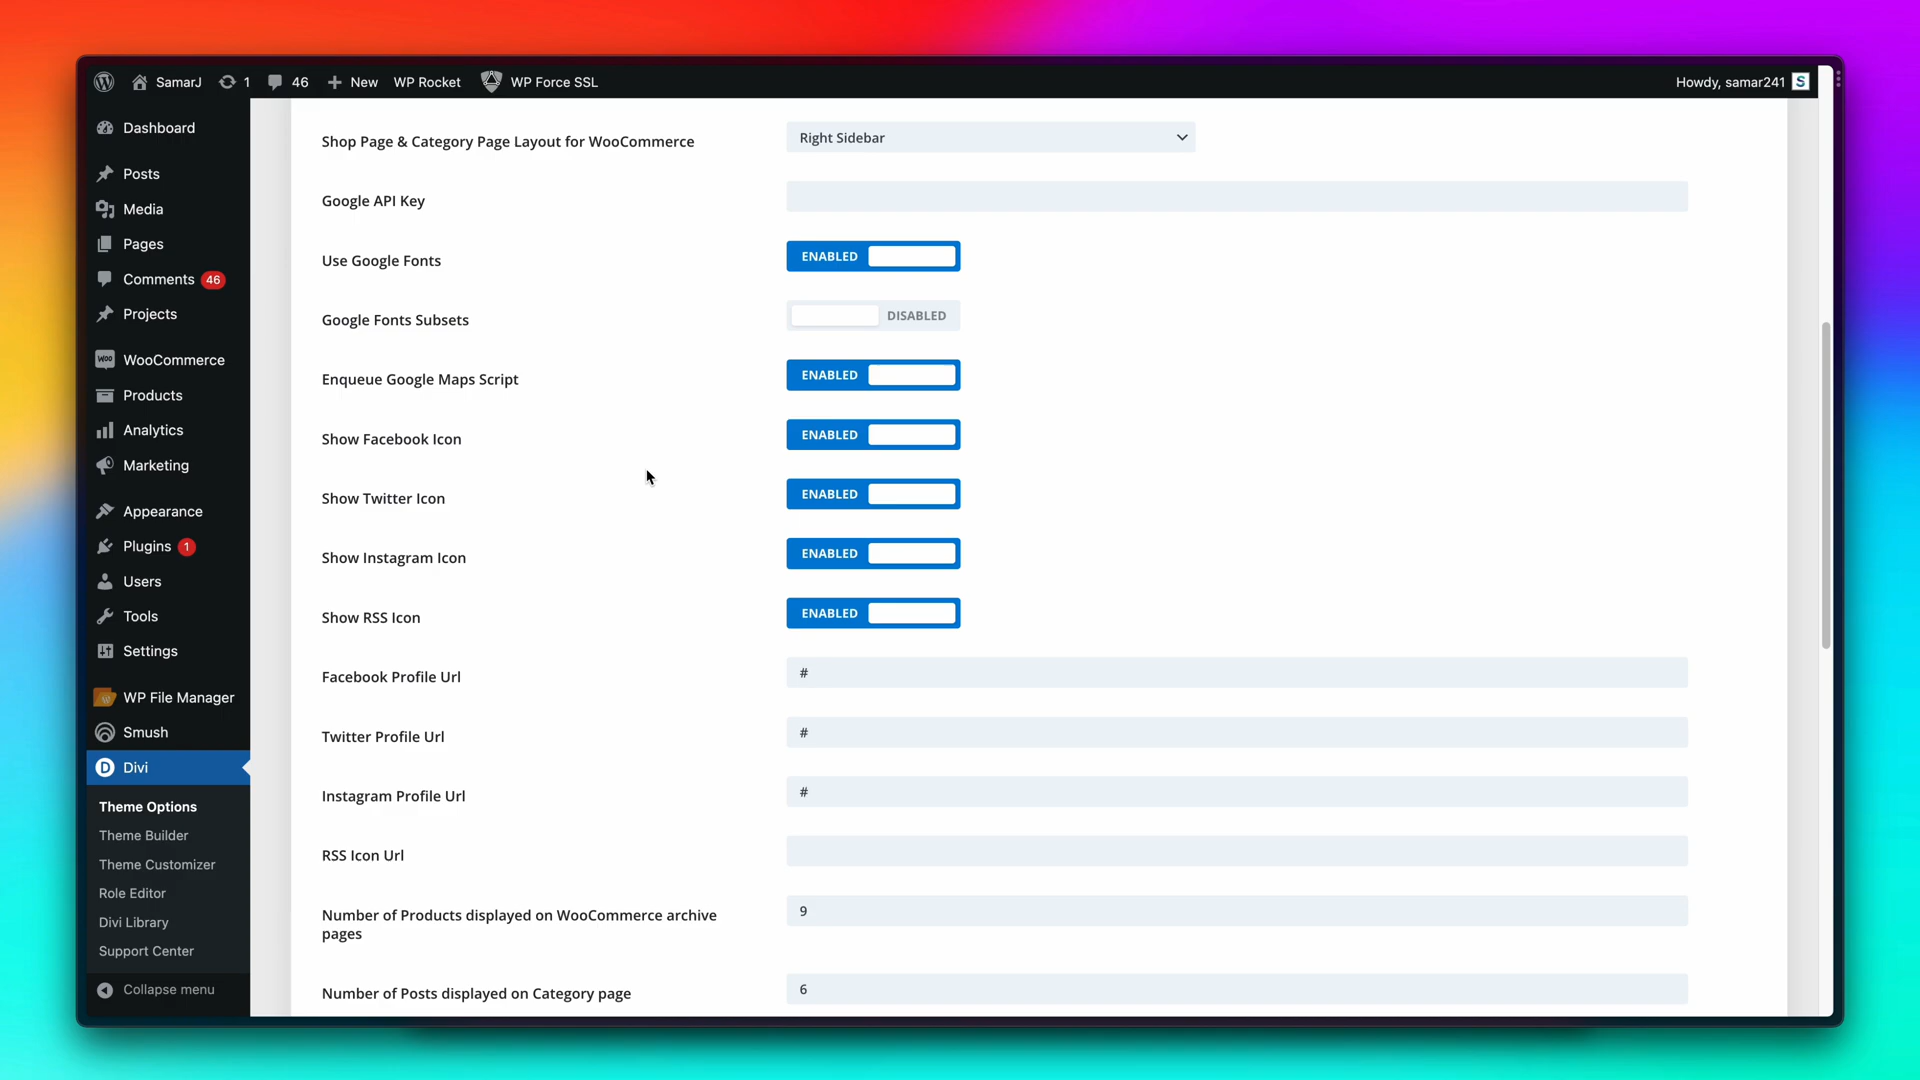 SamarJ 1 46 New WP Rocket WP Force SSL Howdy, samar241 S
Dashboard
Posts
Media
Pages
Comments 46
Projects
WOO WooCommerce
Products
Analytics
Marketing
Appearance
Plugins 1
Users
Tools
Settings
WP File Manager
Smush
D Divi
Theme Options
Theme Builder
Theme Customizer
Role Editor
Divi Library
Support Center
Collapse menu
Shop Page & Category Page Layout for WooCommerce Right Sidebar
Google API Key
Use Google Fonts ENABLED
Google Fonts Subsets DISABLED
Enqueue Google Maps Script ENABLED
Show Facebook Icon ENABLED
Show Twitter Icon ENABLED
Show Instagram Icon ENABLED
Show RSS Icon ENABLED
Facebook Profile Url #
Twitter Profile Url #
Instagram Profile Url #
RSS Icon Url
Number of Products displayed on WooCommerce archive 9
pages
Number of Posts displayed on Category page 6